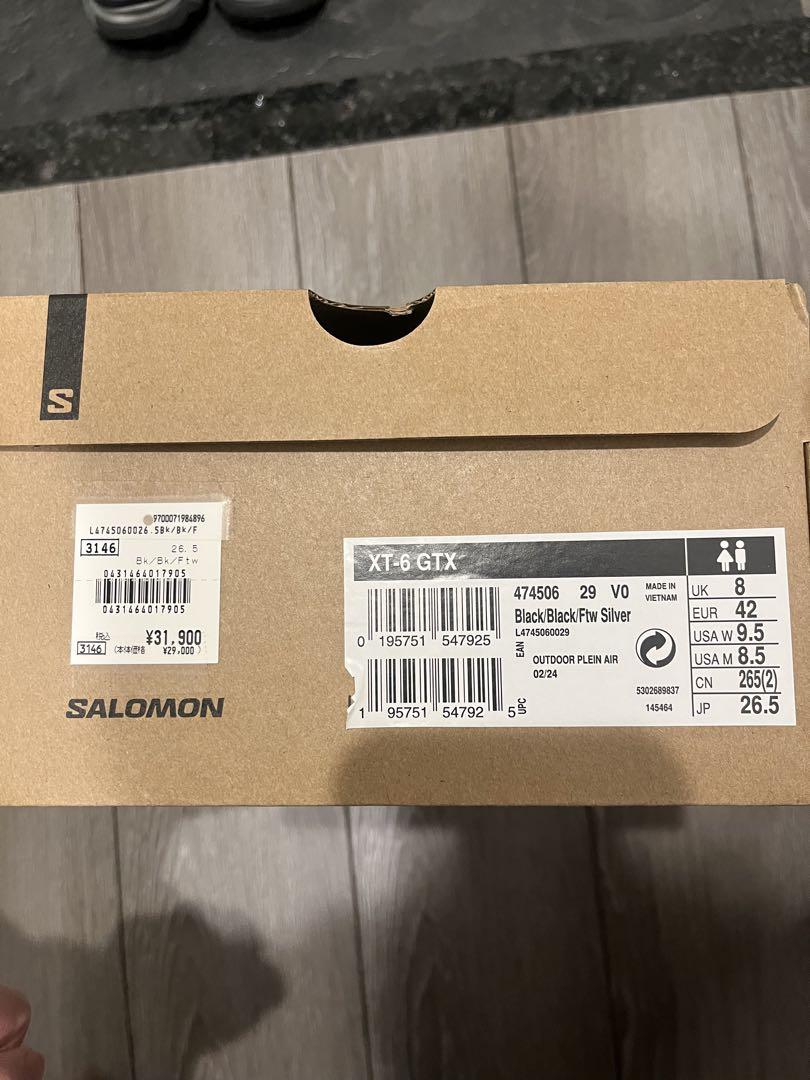 S
9700071984896
L4745060026.5Bk/Bk/F
3146
26.5
Bk/Bk/Ftw
0431464017905
0431464017905
税込
¥31,900
3146
(本体価格 ¥29,000)
SALOMON
XT-6 GTX
474506 29 V0
MADE IN
VIETNAM
Black/Black/Ftw Silver
L4745060029
0 195751 547925
EAN
OUTDOOR PLEIN AIR
02/24
1 95751 54792 5
UPC
5302689837
145464
UK 8
EUR 42
USA W 9.5
USA M 8.5
CN 265(2)
JP 26.5